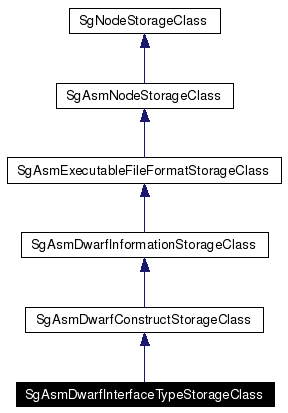 SgNodeStorageClass
SgAsmNodeStorageClass
SgAsmExecutableFileFormatStorageClass
SgAsmDwarfInformationStorageClass
SgAsmDwarfConstructStorageClass
SgAsmDwarfInterfaceTypeStorageClass